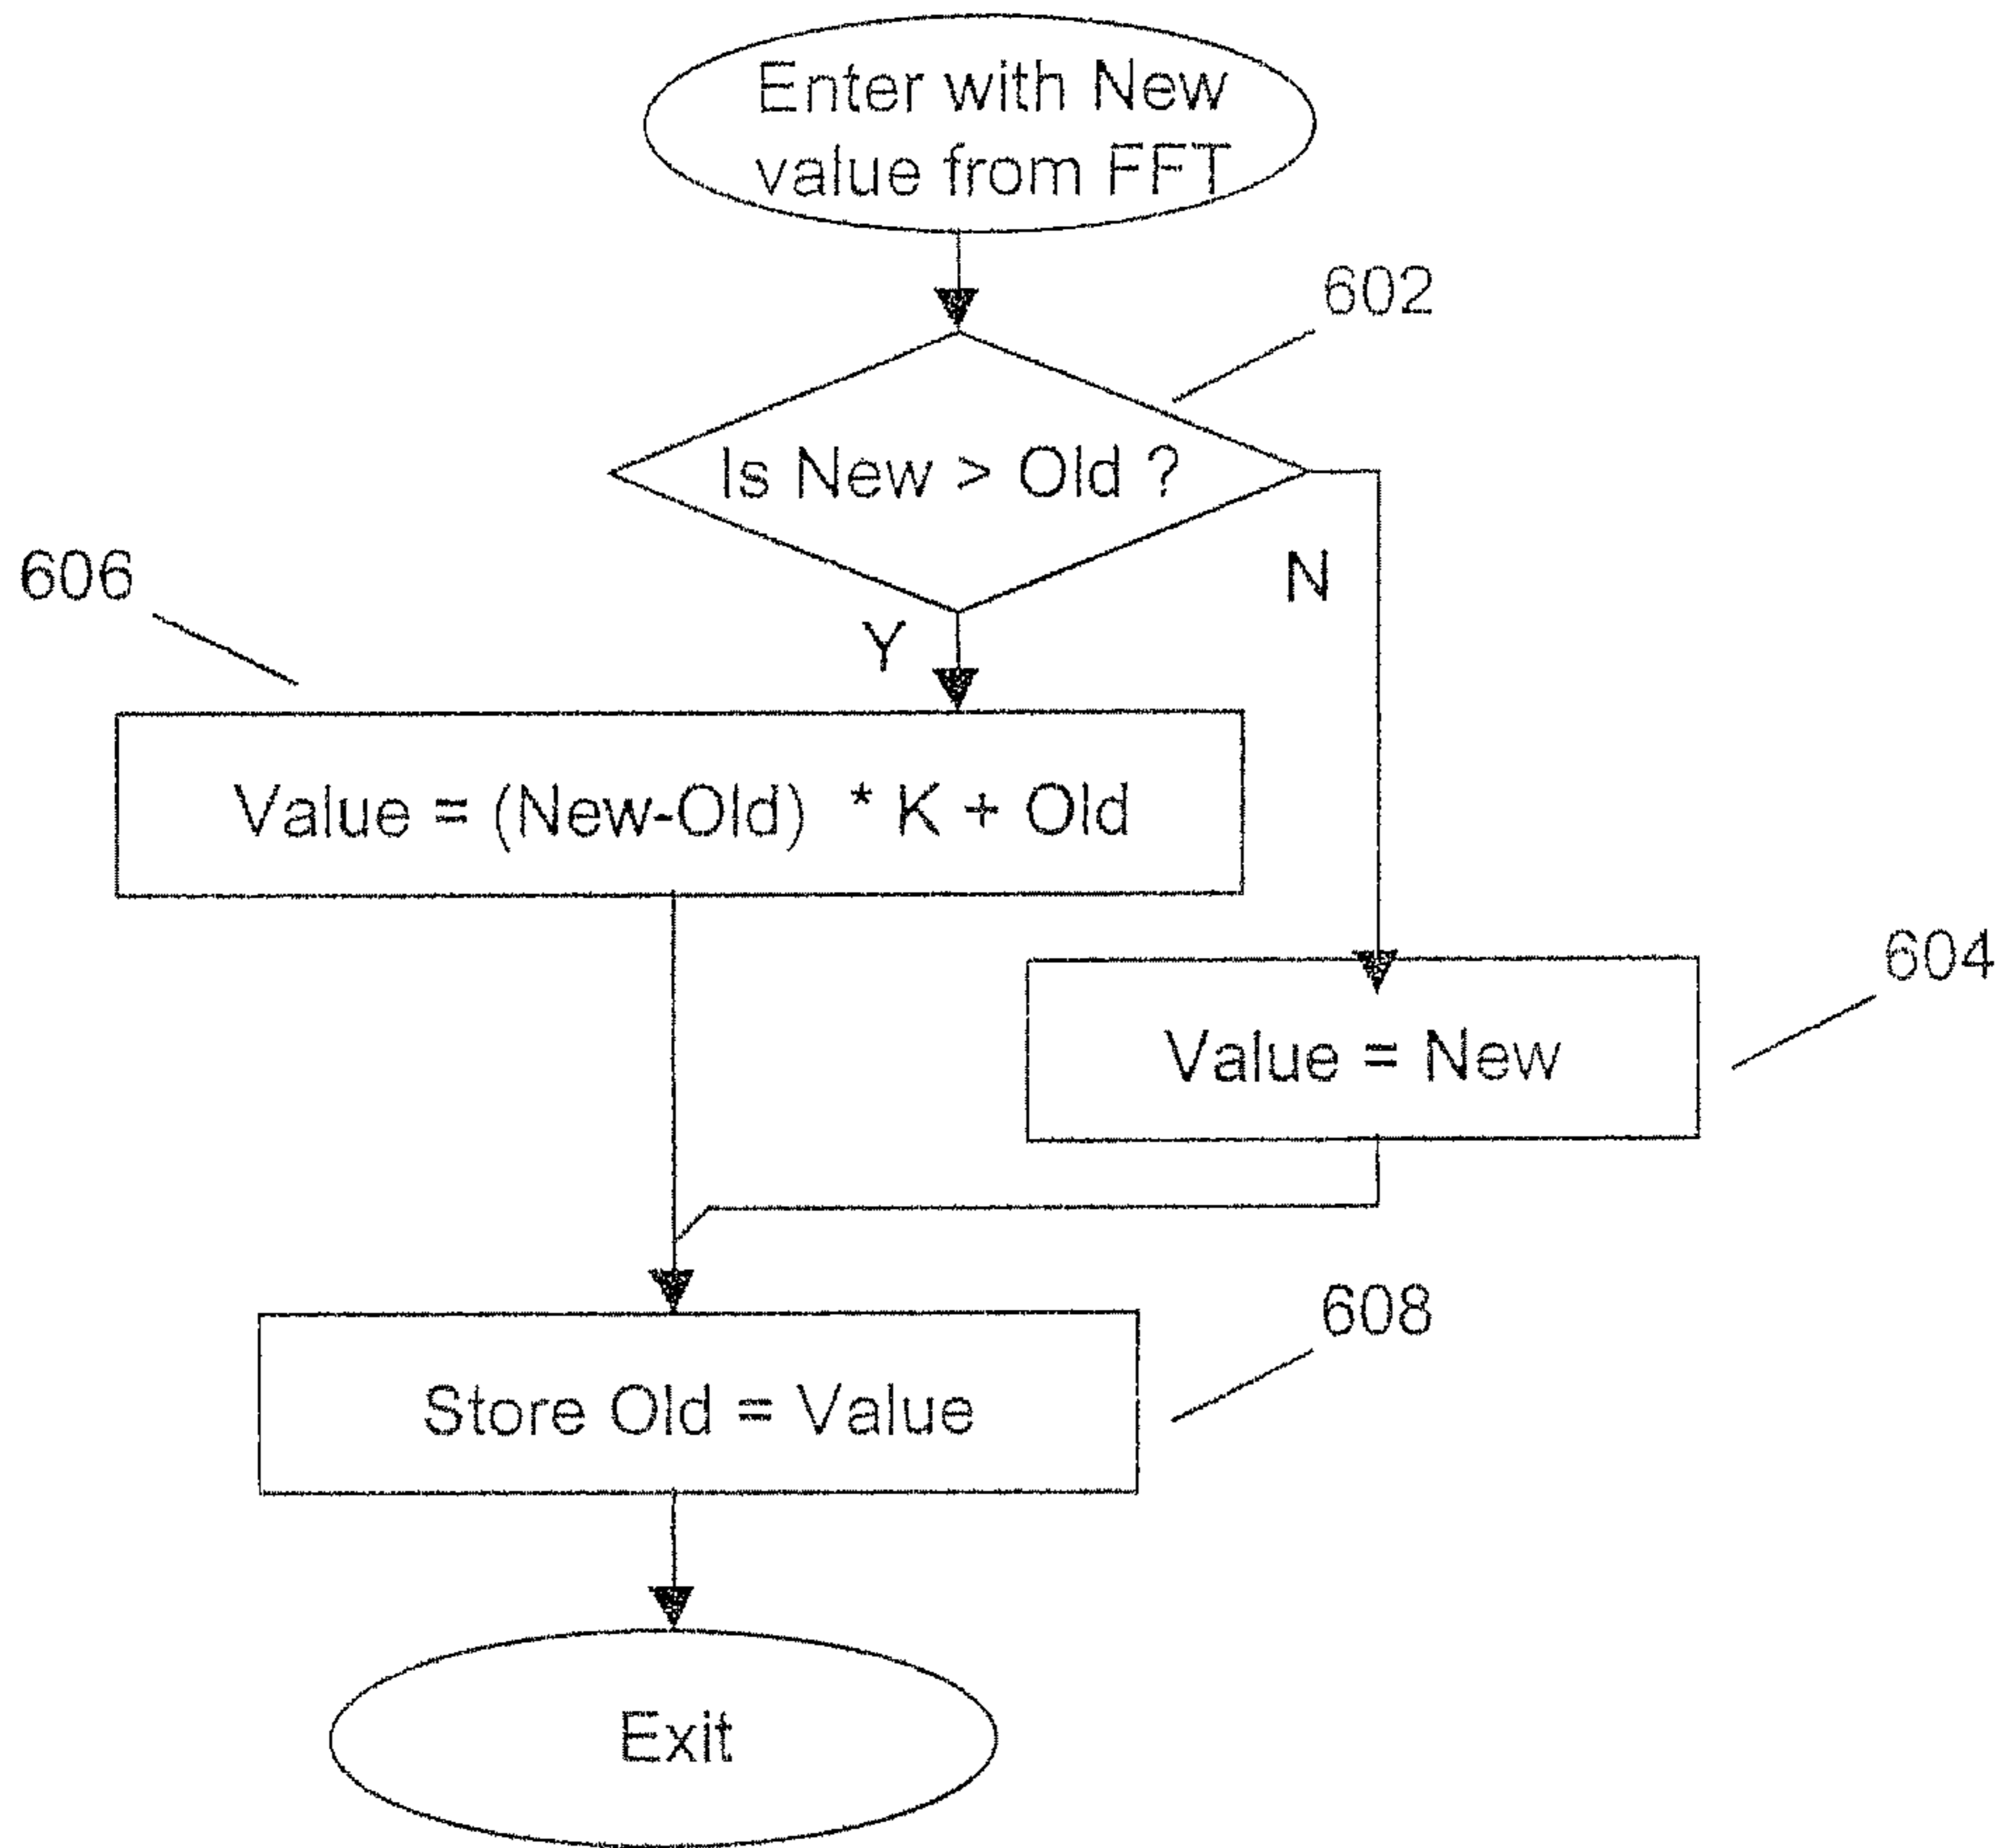 Enter with New
value from FFT
602
Is New > Old ?
N
606
Y
Value = (New-Old) * K + Old
604
Value = New
608
Store Old = Value
Exit